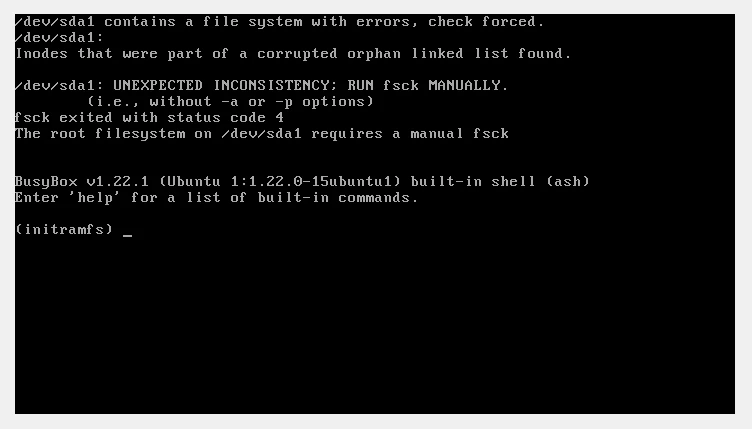 /dev/sda1 contains a file system with errors, check forced.
/dev/sda1:
Inodes that were part of a corrupted orphan linked list found.
/dev/sda1: UNEXPECTED INCONSISTENCY; RUN fsck MANUALLY.
(i.e., without -a or -p options)
fsck exited with status code 4
The root filesystem on /dev/sda1 requires a manual fsck
BusyBox v1.22.1 (Ubuntu 1:1.22.0-15ubuntu1) built-in shell (ash)
Enter 'help' for a list of built-in commands.
(initramfs) _